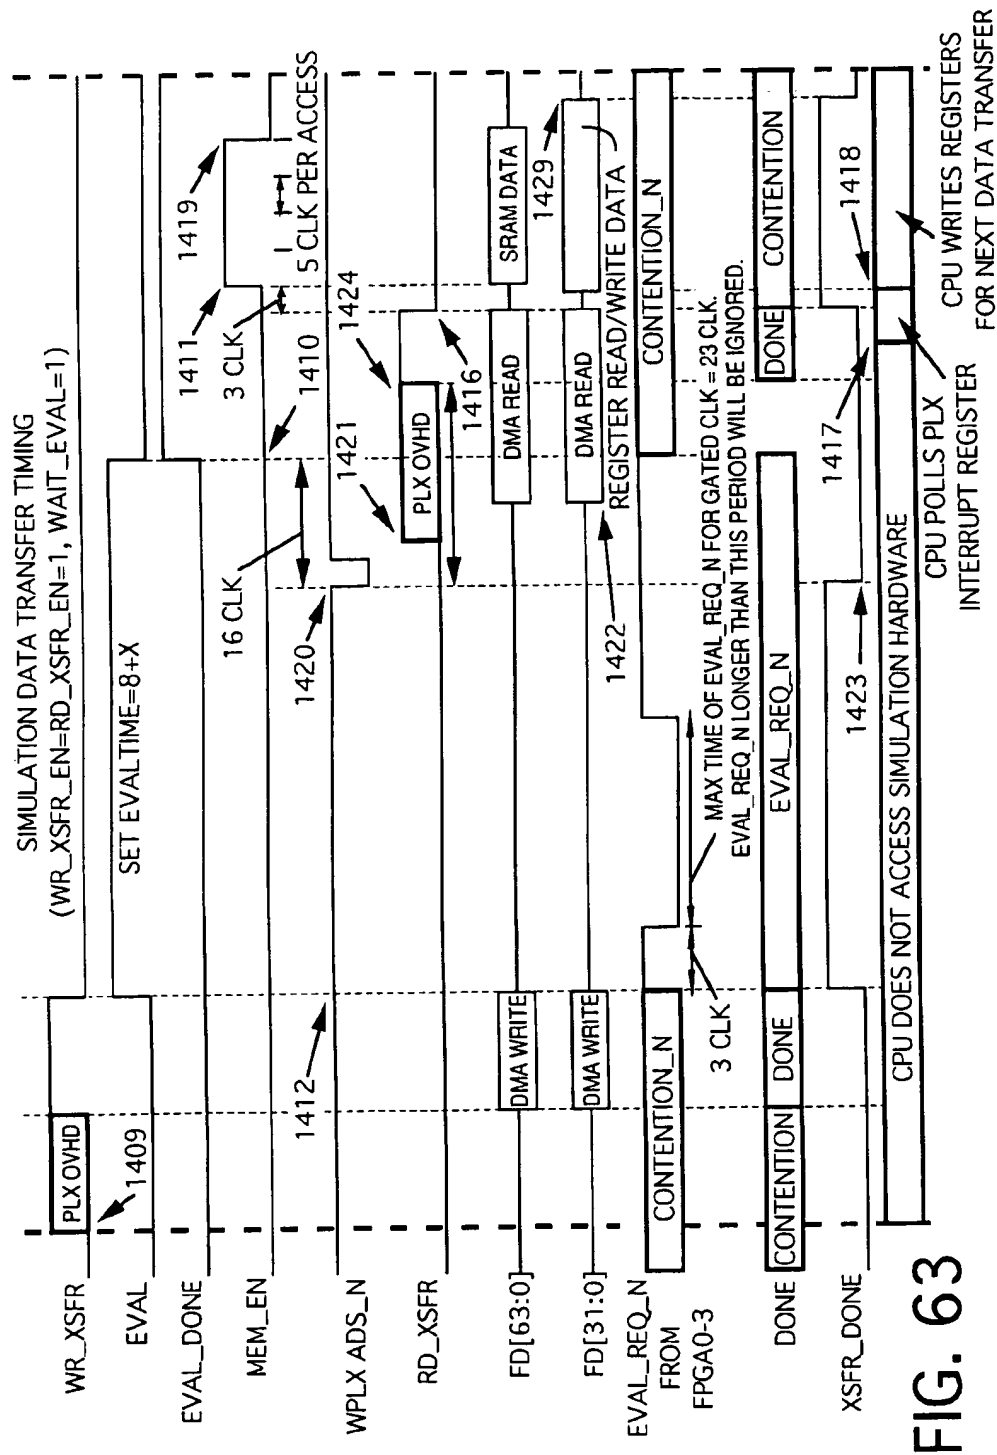 SIMULATION DATA TRANSFER TIMING
(WR_XSFR_EN=RD_XSFR_EN=1, WAIT_EVAL=1)
WR_XSFR
PLX OVHD
1409
EVAL
SET EVALTIME=8+X
EVAL_DONE
MEM_EN
16 CLK
1410
1411
3 CLK
1419
5 CLK PER ACCESS
WPLX ADS_N
1412
1420
RD_XSFR
1421
PLX OVHD
1424
1416
FD[63:0]
DMA WRITE
DMA READ
SRAM DATA
FD[31:0]
DMA WRITE
1422
DMA READ
1429
REGISTER READ/WRITE DATA
EVAL_REQ_N
FROM
FPGA0-3
CONTENTION_N
CONTENTION_N
3 CLK
MAX TIME OF EVAL_REQ_N FOR GATED CLK = 23 CLK.
EVAL_REQ_N LONGER THAN THIS PERIOD WILL BE IGNORED.
DONE
CONTENTION
DONE
EVAL_REQ_N
DONE
CONTENTION
XSFR_DONE
1423
1417
1418
CPU DOES NOT ACCESS SIMULATION HARDWARE
CPU POLLS PLX
INTERRUPT REGISTER
CPU WRITES REGISTERS
FOR NEXT DATA TRANSFER
FIG. 63